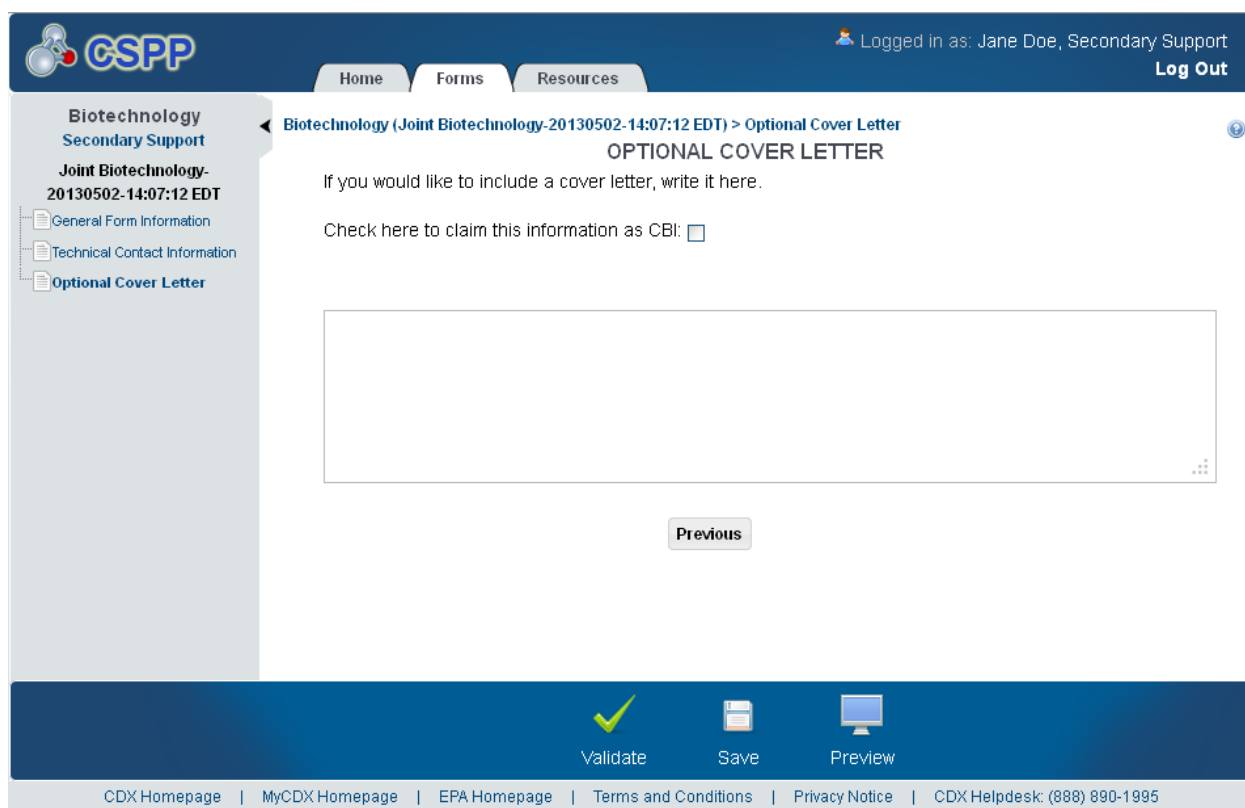 CSPP
Logged in as: Jane Doe, Secondary Support
Log Out
Home Forms Resources
Biotechnology
Secondary Support
Joint Biotechnology-
20130502-14:07:12 EDT
General Form Information
Technical Contact Information
Optional Cover Letter
Biotechnology (Joint Biotechnology-20130502-14:07:12 EDT) > Optional Cover Letter
OPTIONAL COVER LETTER
If you would like to include a cover letter, write it here.
Check here to claim this information as CBI:
Previous
Validate Save Preview
CDX Homepage | MyCDX Homepage | EPA Homepage | Terms and Conditions | Privacy Notice | CDX Helpdesk: (888) 890-1995